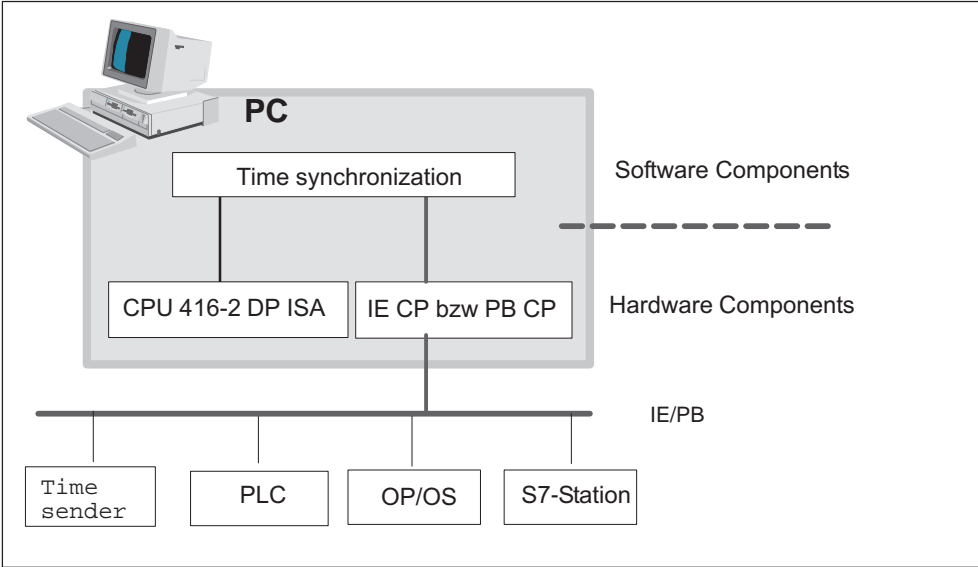 PC
Time synchronization
Software Components
CPU 416-2 DP ISA
IE CP bzw PB CP
Hardware Components
IE/PB
Time
sender
PLC
OP/OS
S7-Station